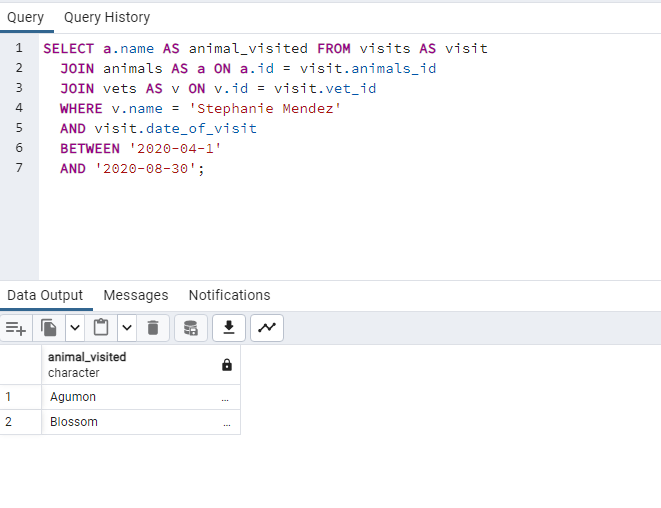 Query Query History
1 SELECT a.name AS animal_visited FROM visits AS visit
2 JOIN animals AS a ON a.id = visit.animals_id
3 JOIN vets AS v ON v.id = visit.vet_id
4 WHERE v.name = 'Stephanie Mendez'
5 AND visit.date_of_visit
6 BETWEEN '2020-04-1'
7 AND '2020-08-30';
Data Output Messages Notifications
animal_visited
character
1 Agumon ...
2 Blossom ...